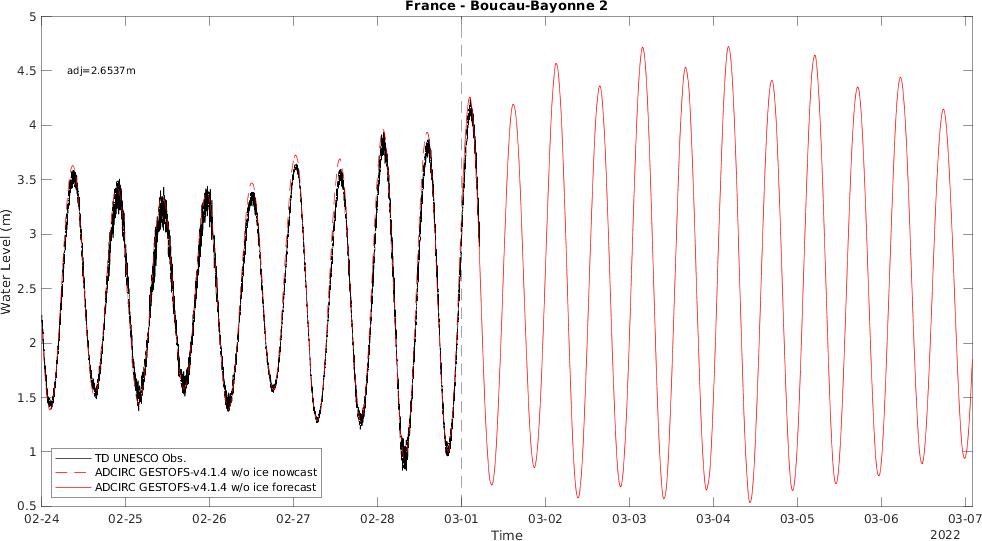 France - Boucau-Bayonne 2
adj=2.6537m
Water Level (m)
5
4.5
4
3.5
3
2.5
2
1.5
1
0.5
TD UNESCO Obs.
ADCIRC GESTOFS-v4.1.4 w/o ice nowcast
ADCIRC GESTOFS-v4.1.4 w/o ice forecast
02-24 02-25 02-26 02-27 02-28 03-01 03-02 03-03 03-04 03-05 03-06 03-07
Time
2022